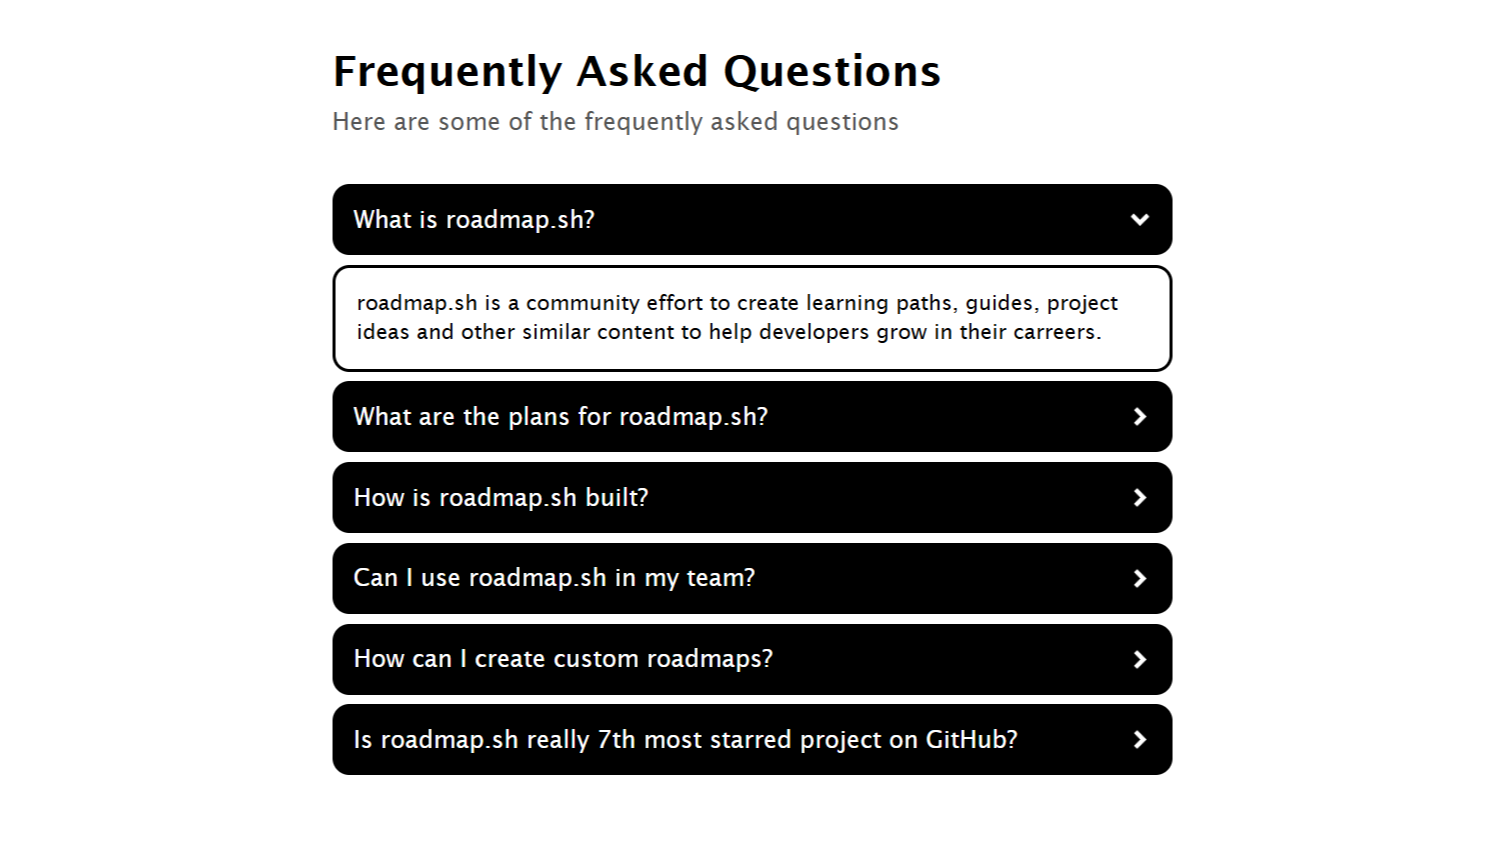 Frequently Asked Questions
Here are some of the frequently asked questions
What is roadmap.sh?
roadmap.sh is a community effort to create learning paths, guides, project
ideas and other similar content to help developers grow in their carreers.
What are the plans for roadmap.sh?
How is roadmap.sh built?
Can I use roadmap.sh in my team?
How can I create custom roadmaps?
Is roadmap.sh really 7th most starred project on GitHub?